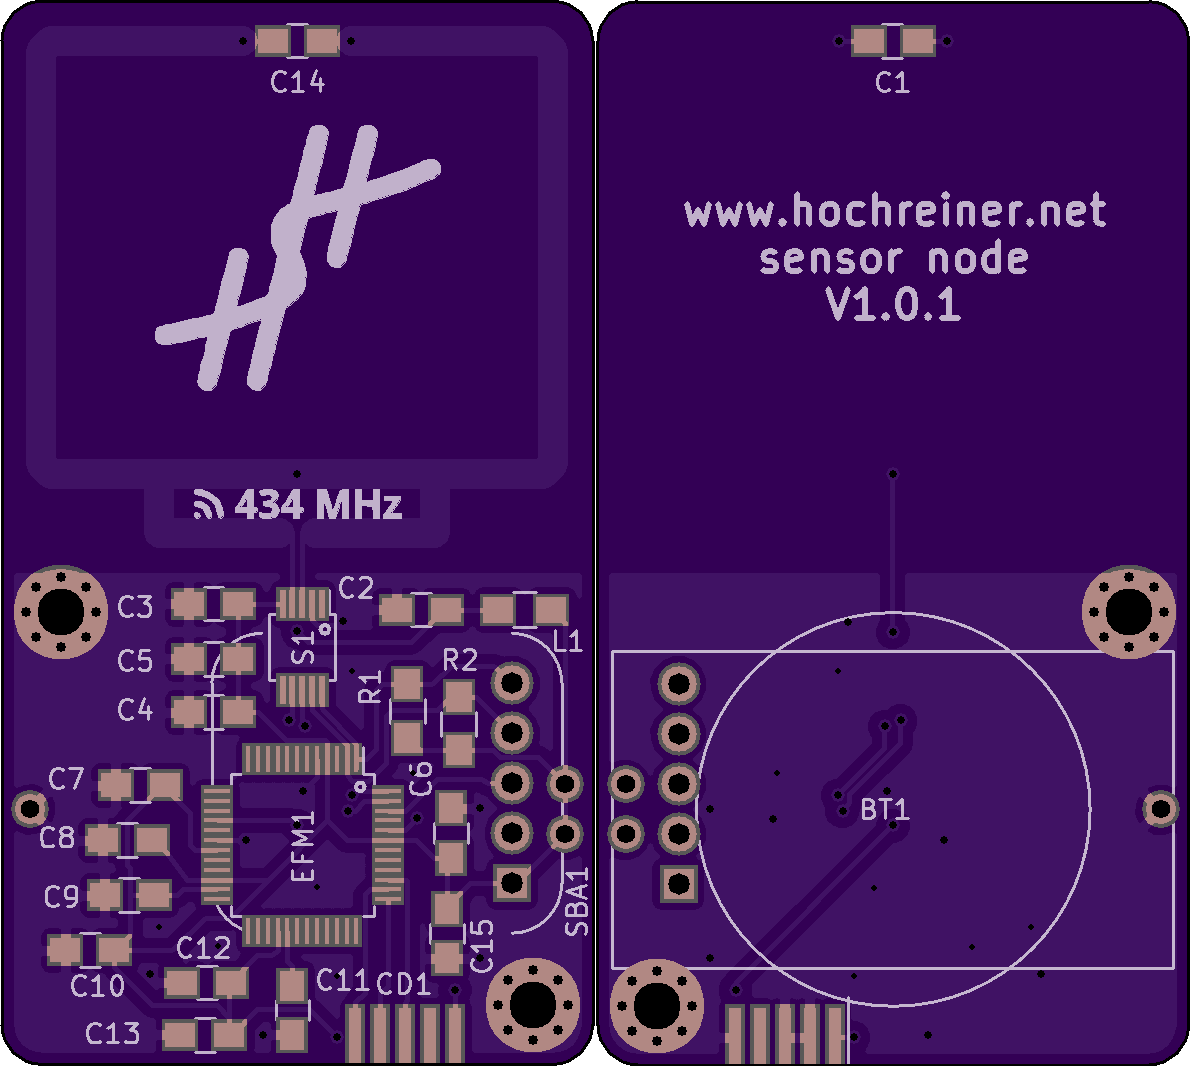 C14
C1
www.hochreiner.net
sensor node
V1.0.1
434 MHz
C3
C2
L1
C5
S1
R1
R2
C4
C7
C6
C8
EFM1
BT1
C9
SBA1
C10
C12
C15
C11
CD1
C13